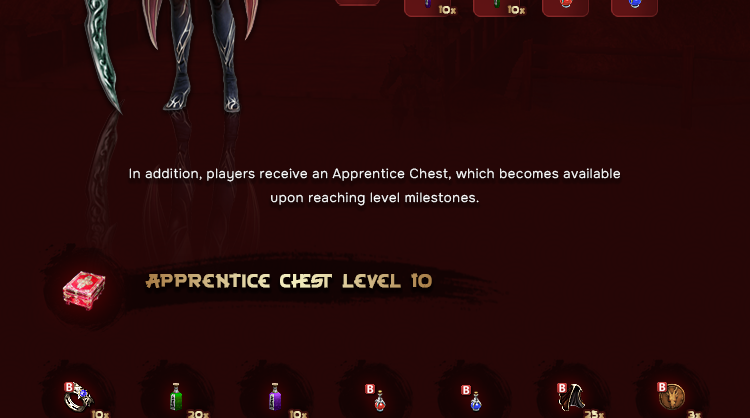 10x 10x
In addition, players receive an Apprentice Chest, which becomes available
upon reaching level milestones.
APPRENTICE CHEST LEVEL 10
B B B B B
10x 20x 10x 25x 3x